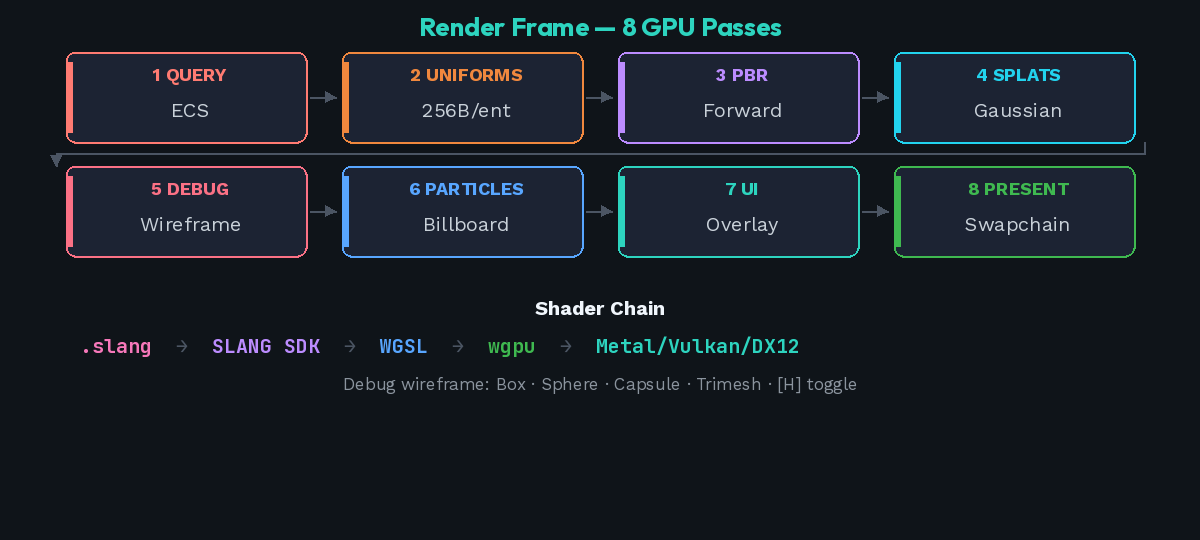 Render Frame — 8 GPU Passes
1 QUERY
ECS
2 UNIFORMS
256B/ent
3 PBR
Forward
4 SPLATS
Gaussian
5 DEBUG
Wireframe
6 PARTICLES
Billboard
7 UI
Overlay
8 PRESENT
Swapchain
Shader Chain
.slang → SLANG SDK → WGSL → wgpu → Metal/Vulkan/DX12
Debug wireframe: Box · Sphere · Capsule · Trimesh · [H] toggle